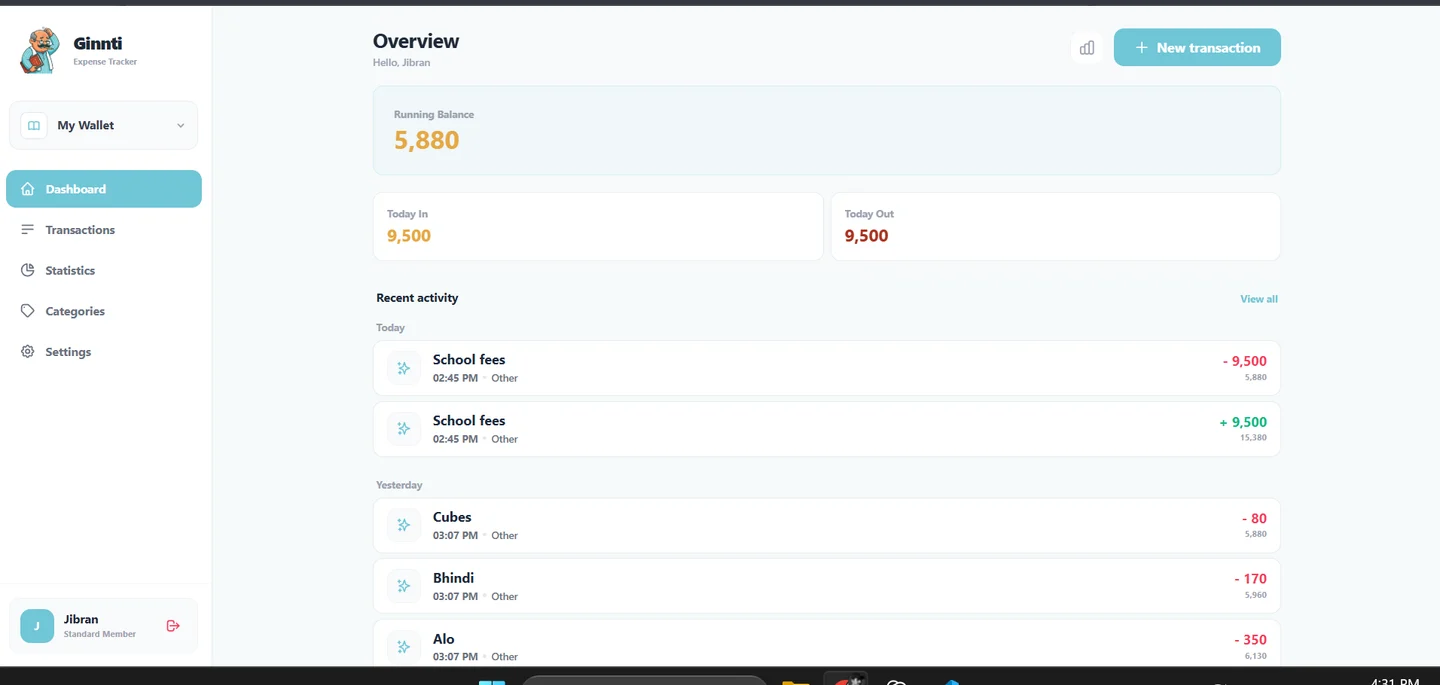 Ginnti
Expense Tracker
My Wallet
Dashboard
Transactions
Statistics
Categories
Settings
J
Jibran
Standard Member
Overview
Hello, Jibran
New transaction
Running Balance
5,880
Today In
9,500
Today Out
9,500
Recent activity
View all
Today
School fees
02:45 PM • Other
- 9,500
5,880
School fees
02:45 PM • Other
+ 9,500
15,380
Yesterday
Cubes
03:07 PM • Other
- 80
5,880
Bhindi
03:07 PM • Other
- 170
5,960
Alo
03:07 PM • Other
- 350
6,130
4:31 PM